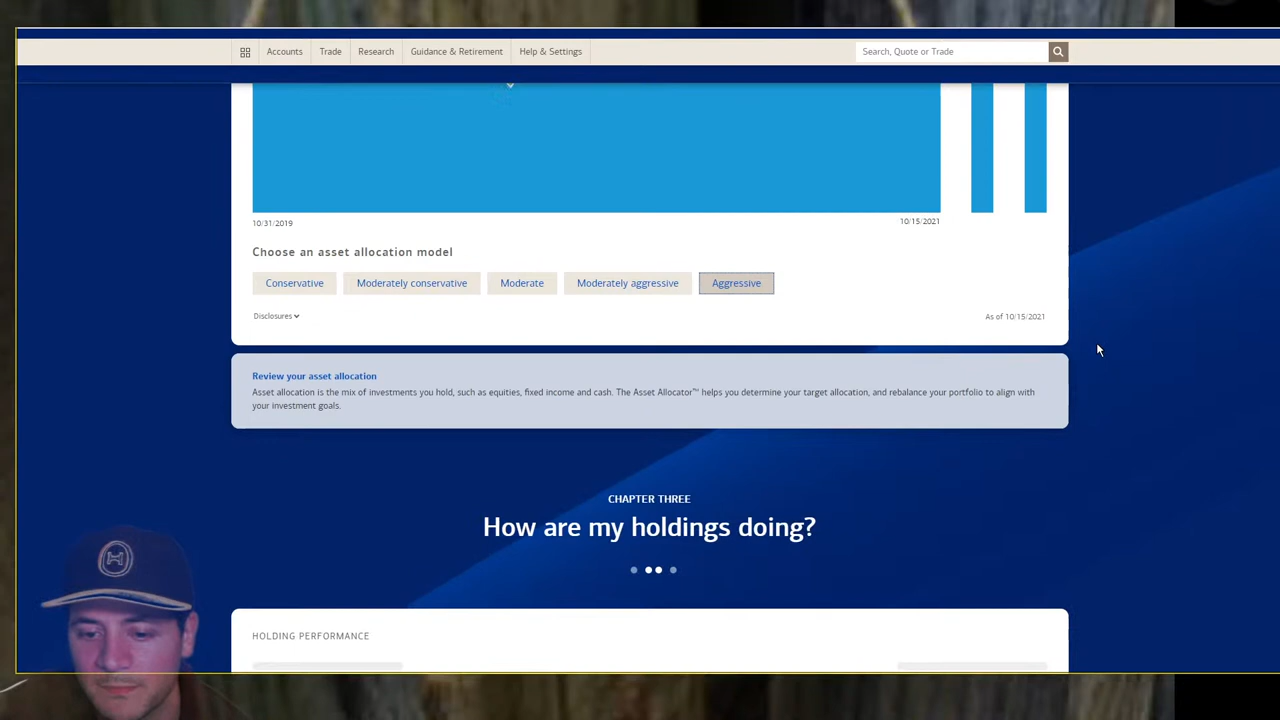 Accounts Trade Research Guidance & Retirement Help & Settings Search, Quote or Trade
10/31/2019 10/15/2021
Choose an asset allocation model
Conservative Moderately conservative Moderate Moderately aggressive Aggressive
Disclosures As of 10/15/2021
Review your asset allocation
Asset allocation is the mix of investments you hold, such as equities, fixed income and cash. The Asset Allocator™ helps you determine your target allocation, and rebalance your portfolio to align with
your investment goals.
CHAPTER THREE
How are my holdings doing?
HOLDING PERFORMANCE